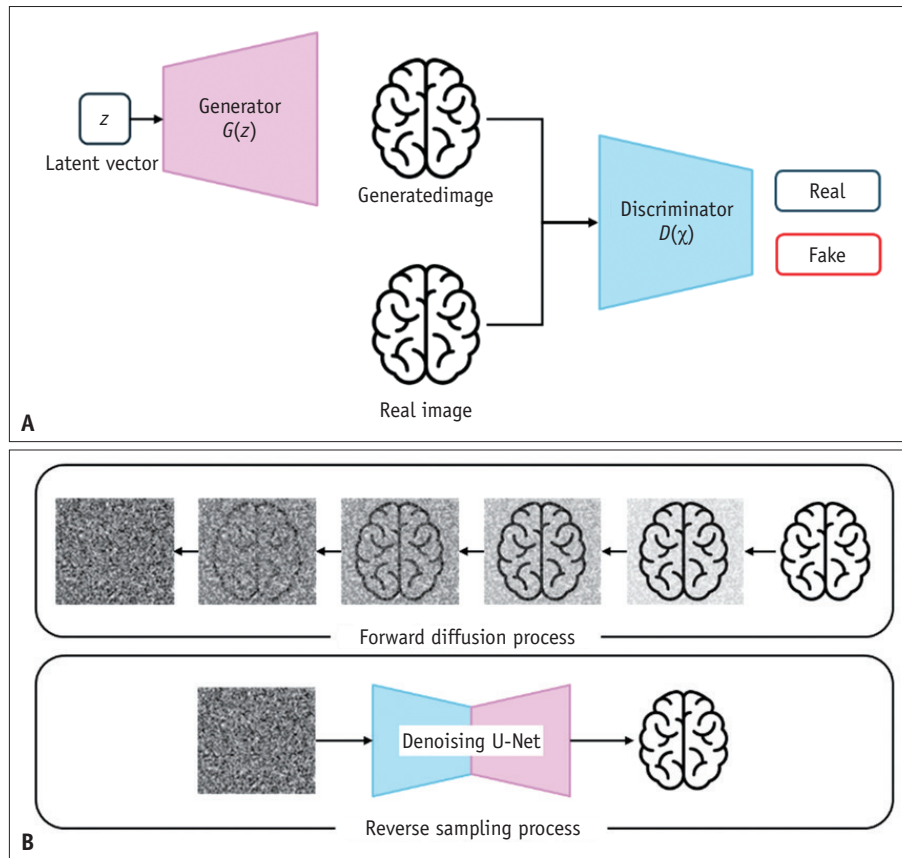 z
Latent vector
Generator
G(z)
Generatedimage
Real image
Discriminator
D(χ)
Real
Fake
A
Forward diffusion process
Denoising U-Net
Reverse sampling process
B